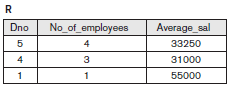 R
Dno No_of_employees Average_sal
5 4 33250
4 3 31000
1 1 55000